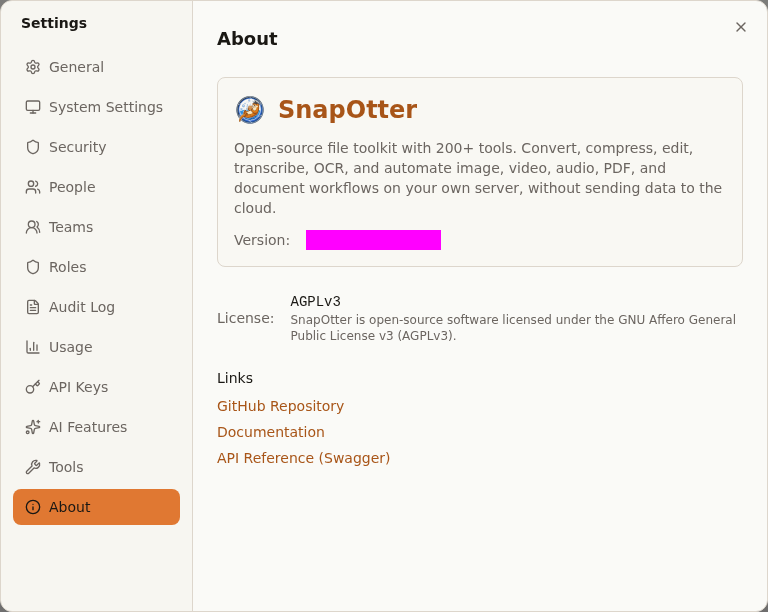 Settings
General
System Settings
Security
People
Teams
Roles
Audit Log
Usage
API Keys
AI Features
Tools
About
About
SnapOtter
Open-source file toolkit with 200+ tools. Convert, compress, edit,
transcribe, OCR, and automate image, video, audio, PDF, and
document workflows on your own server, without sending data to the
cloud.
Version:
License:
AGPLv3
SnapOtter is open-source software licensed under the GNU Affero General
Public License v3 (AGPLv3).
Links
GitHub Repository
Documentation
API Reference (Swagger)